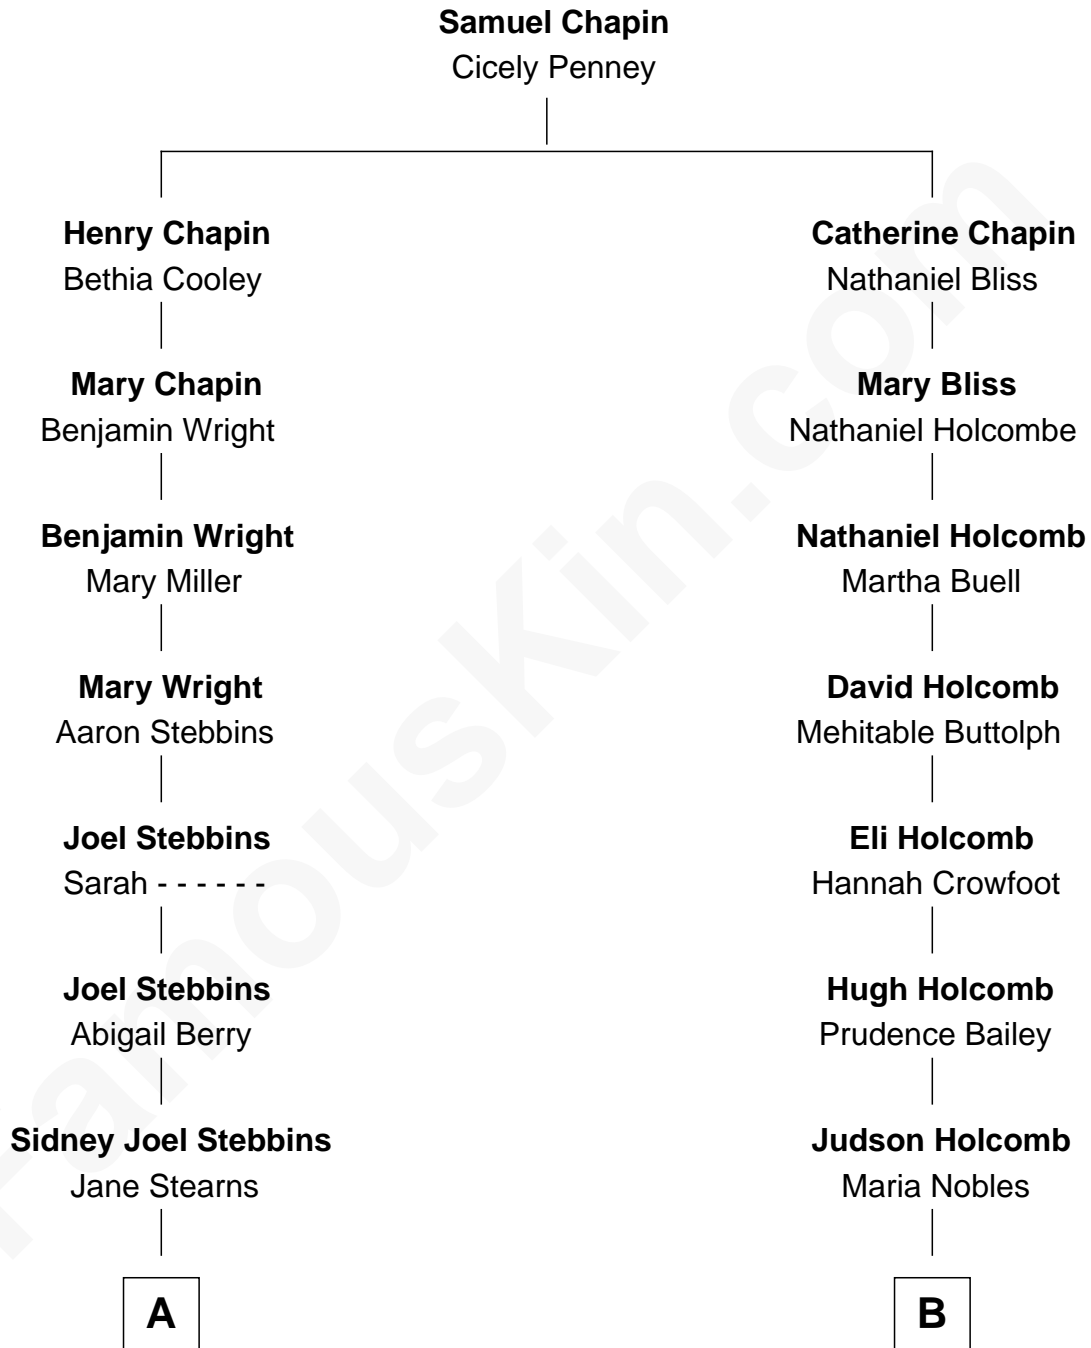 Samuel Chapin
Cicely Penney
Henry Chapin
Bethia Cooley
Catherine Chapin
Nathaniel Bliss
Mary Chapin
Benjamin Wright
Mary Bliss
Nathaniel Holcombe
Benjamin Wright
Mary Miller
Nathaniel Holcomb
Martha Buell
Mary Wright
Aaron Stebbins
David Holcomb
Mehitable Buttolph
Joel Stebbins
Sarah - - - - - -
Eli Holcomb
Hannah Crowfoot
Joel Stebbins
Abigail Berry
Hugh Holcomb
Prudence Bailey
Sidney Joel Stebbins
Jane Stearns
Judson Holcomb
Maria Nobles
A
B
FamousKin.com